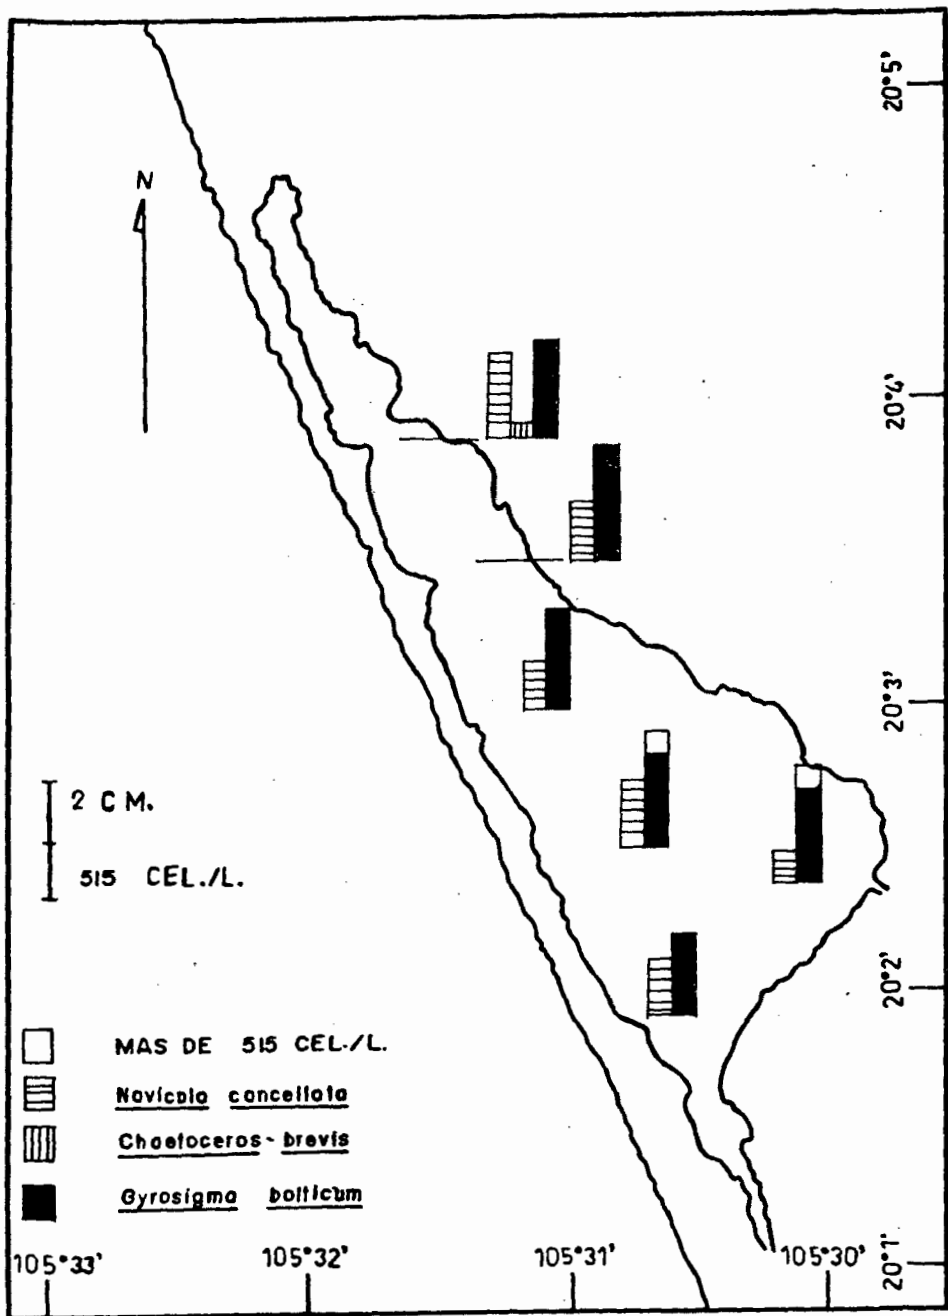 N
20°5'
20°4'
20°3'
20°2'
20°1'
2 CM.
515 CEL./L.
MAS DE 515 CEL./L.
Navicola cancellata
Chaetoceros-brevis
Gyrosigma bolticum
105°33' 105°32' 105°31' 105°30'